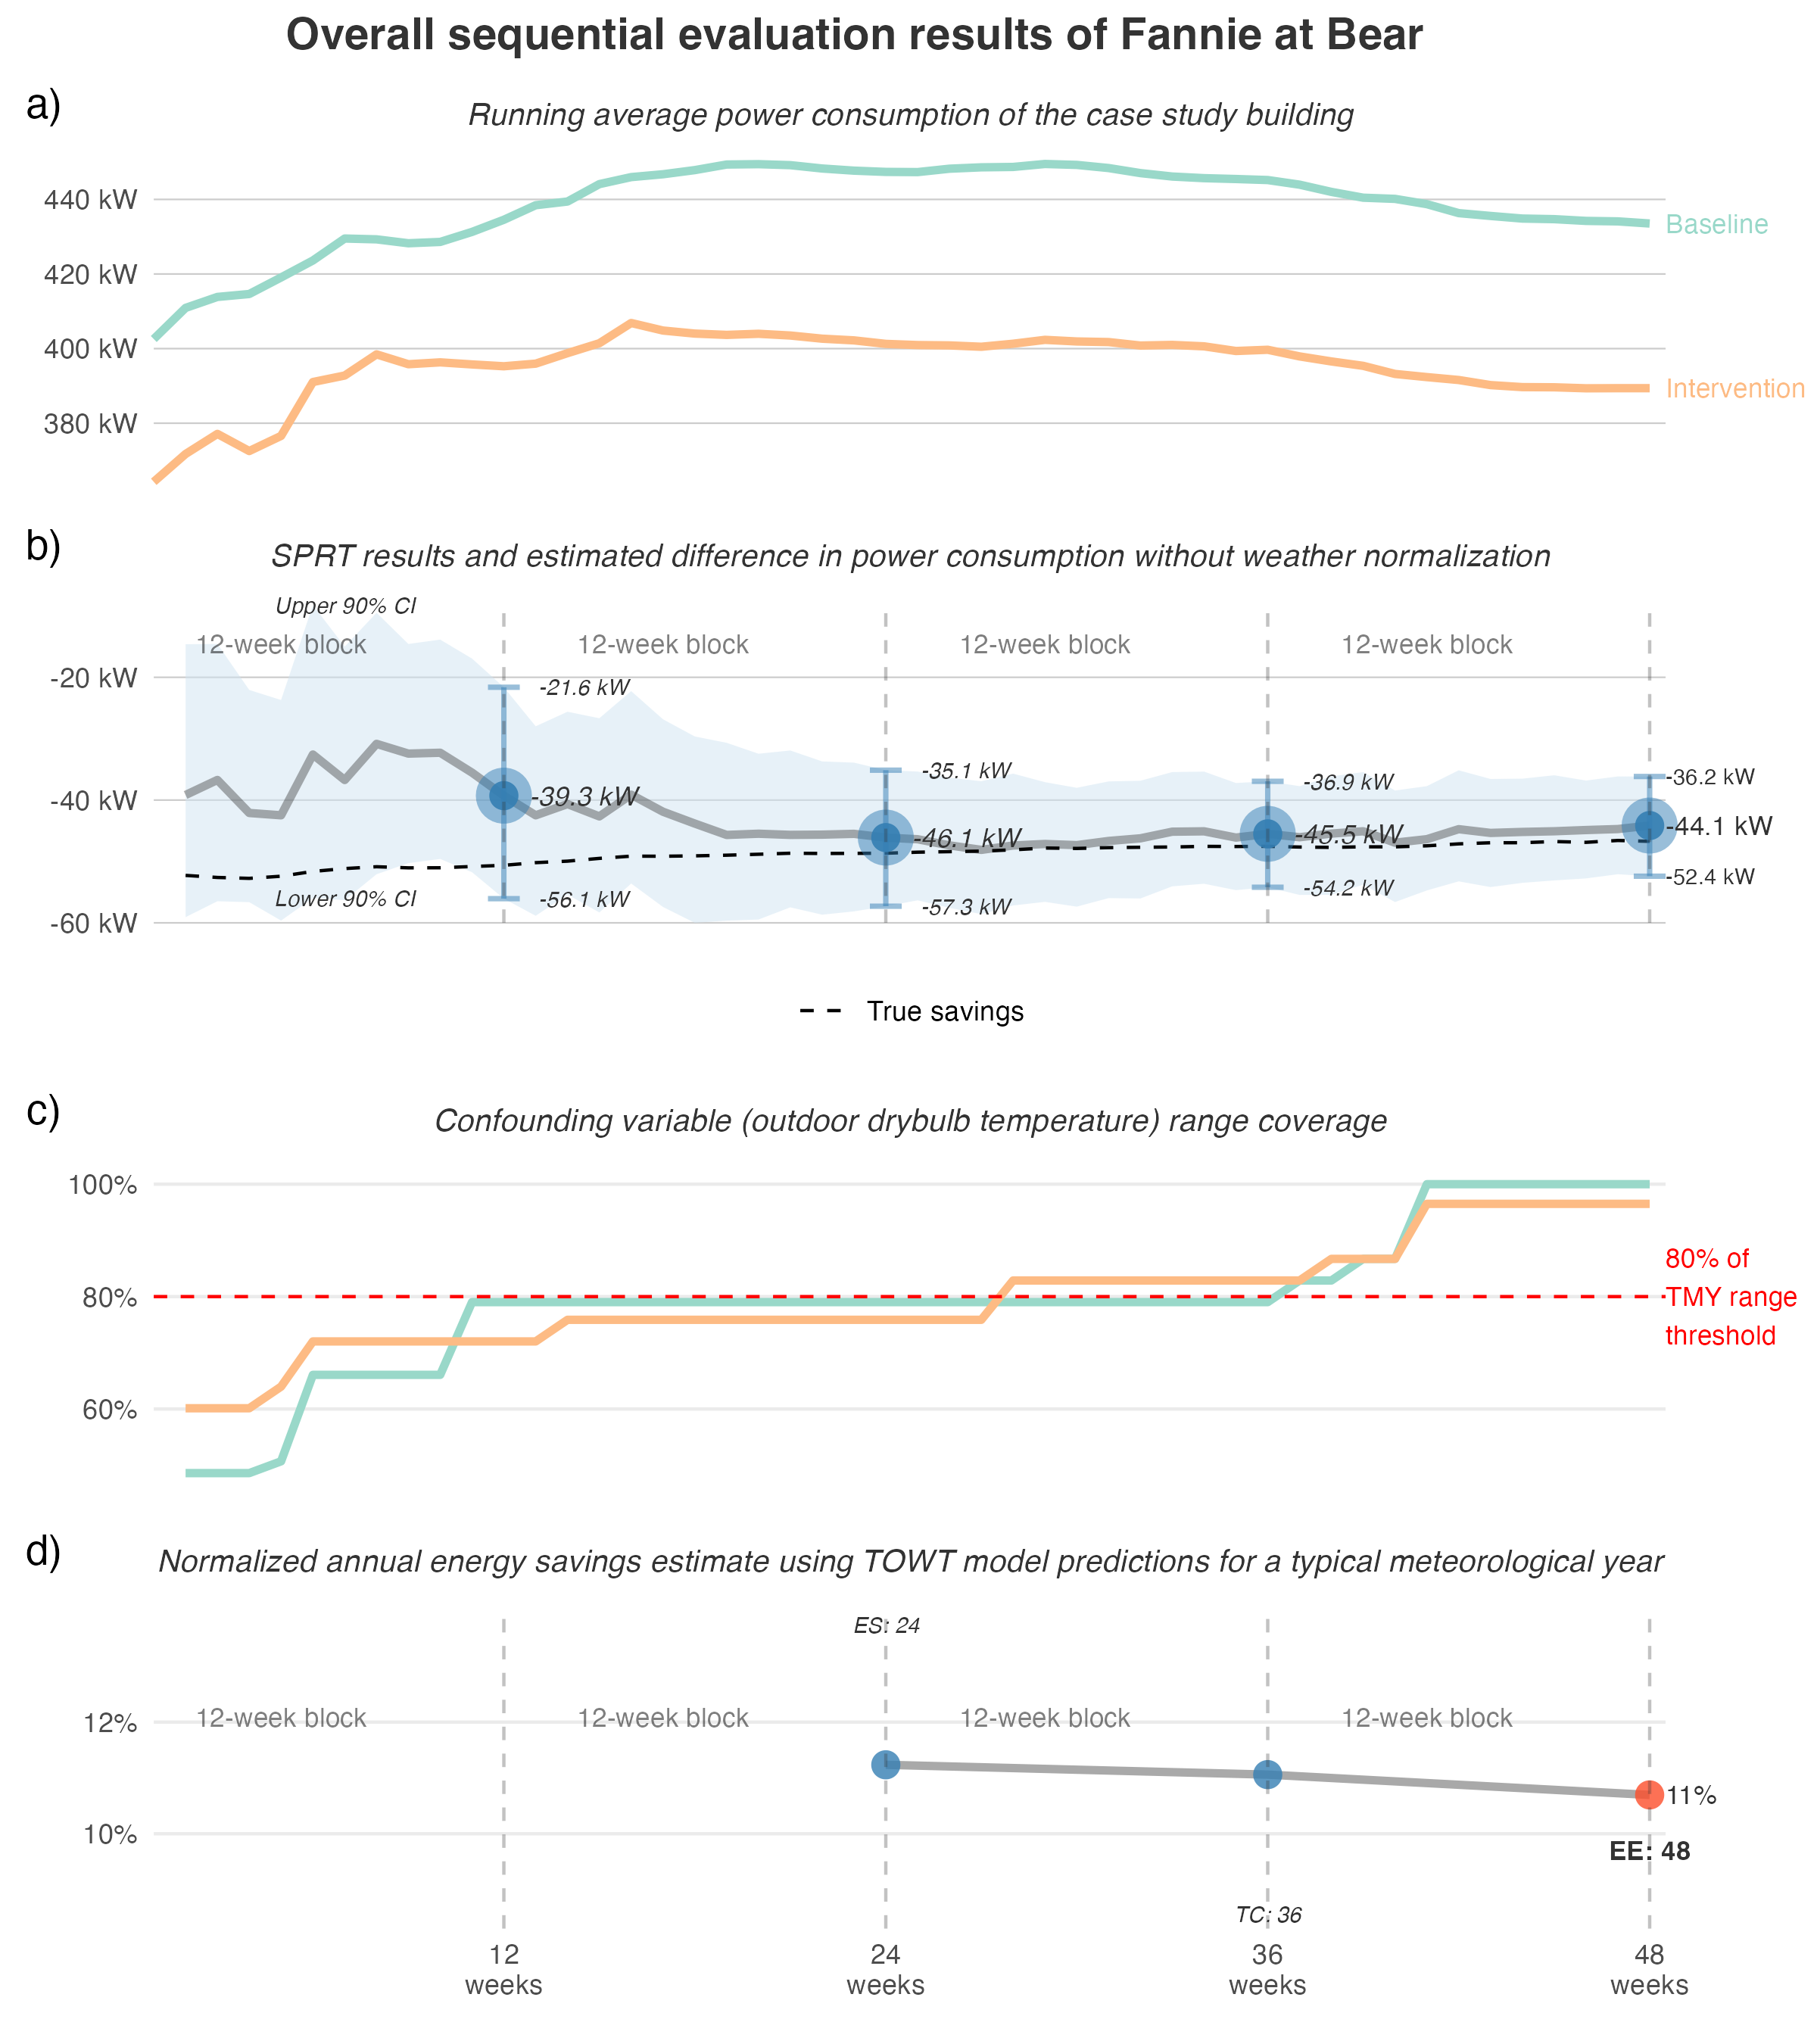 Overall sequential evaluation results of Fannie at Bear
a)
Running average power consumption of the case study building
440 kW
420 kW
400 kW
380 kW
Baseline
Intervention
b)
SPRT results and estimated difference in power consumption without weather normalization
Upper 90% CI
12-week block
12-week block
12-week block
12-week block
-20 kW
-40 kW
-60 kW
-21.6 kW
-39.3 kW
-56.1 kW
Lower 90% CI
-35.1 kW
-46.1 kW
-57.3 kW
-36.9 kW
-45.5 kW
-54.2 kW
-36.2 kW
-44.1 kW
-52.4 kW
True savings
c)
Confounding variable (outdoor drybulb temperature) range coverage
100%
80%
60%
80% of
TMY range
threshold
d)
Normalized annual energy savings estimate using TOWT model predictions for a typical meteorological year
ES: 24
12-week block
12-week block
12-week block
12-week block
12%
10%
11%
EE: 48
TC: 36
12
weeks
24
weeks
36
weeks
48
weeks